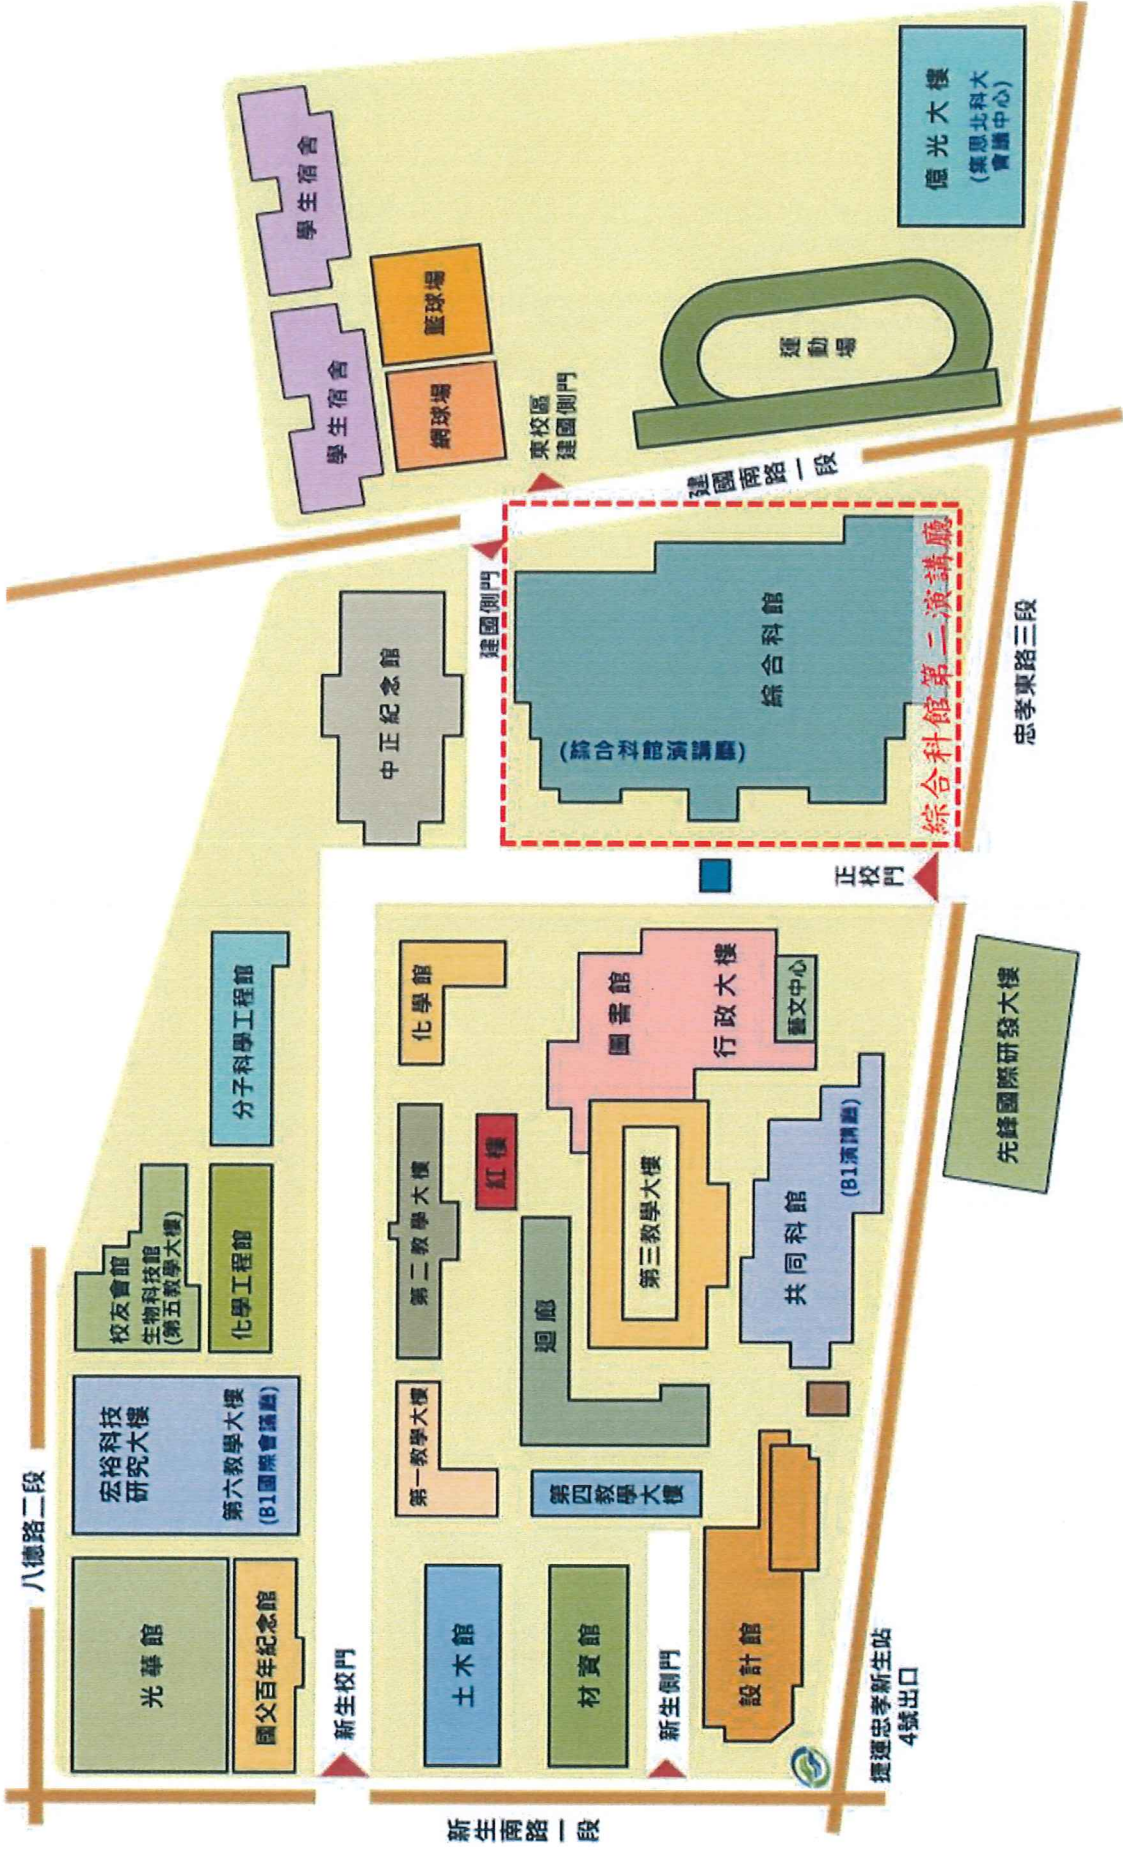 八德路二段
光華館
國父百年紀念館
宏裕科技
研究大樓
第六教學大樓
(B1國際會議廳)
校友會館
生物科技館
(第五教學大樓)
化學工程館
分子科學工程館
中正紀念館
學生宿舍
學生宿舍
網球場
籃球場
東校區
建國側門
建國側門
建國南路一段
運動場
億光大樓
(集思北科大
會議中心)
綜合科館
(綜合科館演講廳)
綜合科館第二演講廳
忠孝東路三段
正校門
新生校門
土木館
材資館
新生側門
設計館
第一教學大樓
第四教學大樓
第二教學大樓
紅樓
迴廊
化學館
圖書館
行政大樓
藝文中心
第三教學大樓
共同科館
(B1演講廳)
先鋒國際研發大樓
新生南路一段
捷運忠孝新生站
4號出口